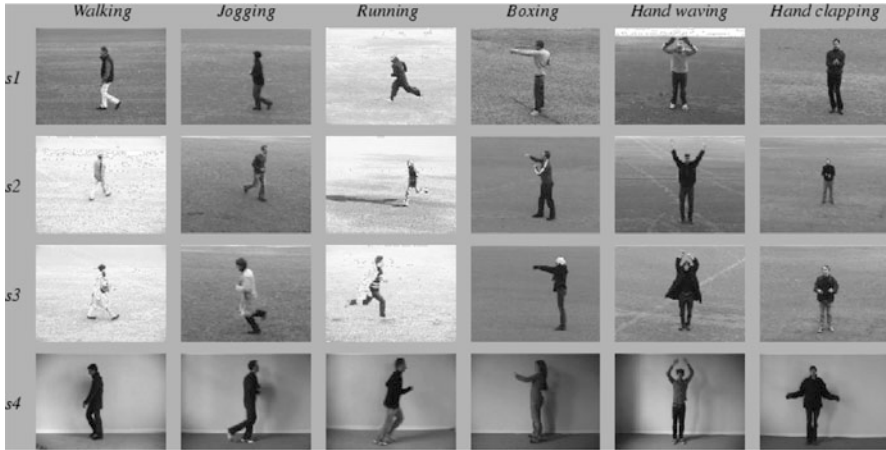 Walking Jogging Running Boxing Hand waving Hand clapping
s1
s2
s3
s4